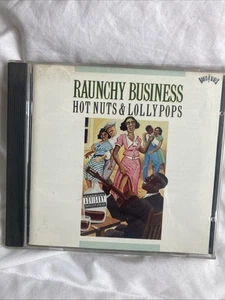 RAUNCHY BUSINESS
HOT NUTS & LOLLYPOPS